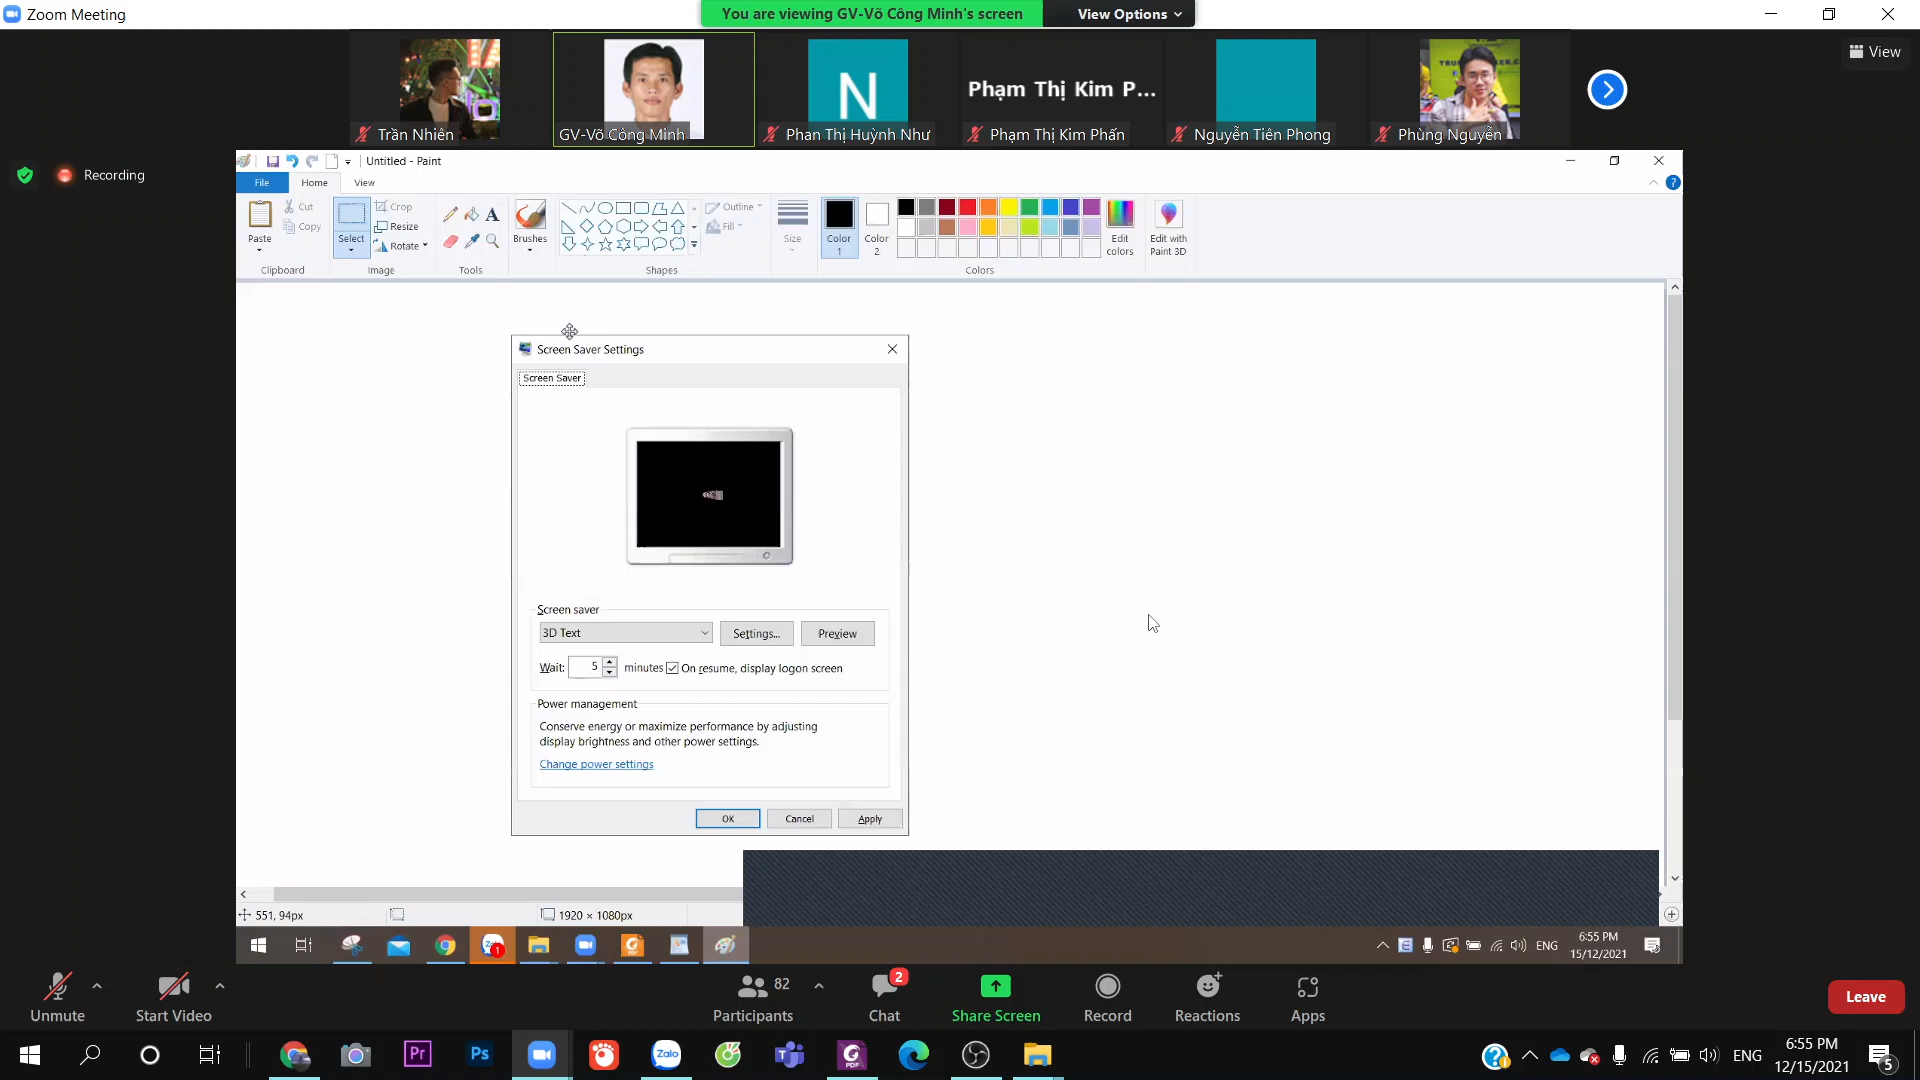 Zoom Meeting
You are viewing GV-Võ Công Minh's screen
View Options
View
Trần Nhiên
GV-Võ Công Minh
N
Phan Thị Huỳnh Như
Phạm Thị Kim P...
Phạm Thị Kim Phấn
Nguyễn Tiên Phong
Phùng Nguyễn
Recording
Untitled - Paint
File
Home
View
Paste
Cut
Copy
Clipboard
Select
Crop
Resize
Rotate
Image
Tools
Brushes
Shapes
Outline
Fill
Size
Color 1
Color 2
Colors
Edit colors
Edit with Paint 3D
Screen Saver Settings
Screen Saver
Screen saver
3D Text
Settings...
Preview
Wait:
5
minutes
On resume, display logon screen
Power management
Conserve energy or maximize performance by adjusting
display brightness and other power settings.
Change power settings
OK
Cancel
Apply
551, 94px
1920 × 1080px
1
ENG
6:55 PM
15/12/2021
Unmute
Start Video
Participants
82
Chat
2
Share Screen
Record
Reactions
Apps
Leave
Pr
Ps
Zalo
PDF
ENG
6:55 PM
12/15/2021
5